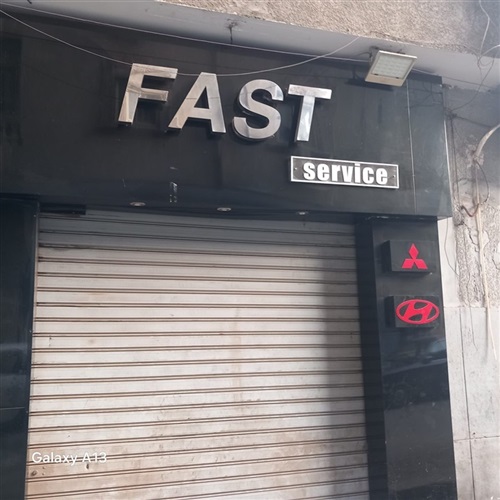 FAST
service
Galaxy A13